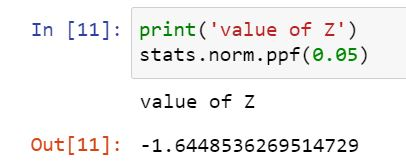 In [11]: print('value of Z')
stats.norm.ppf(0.05)
value of Z
Out[11]: -1.6448536269514729